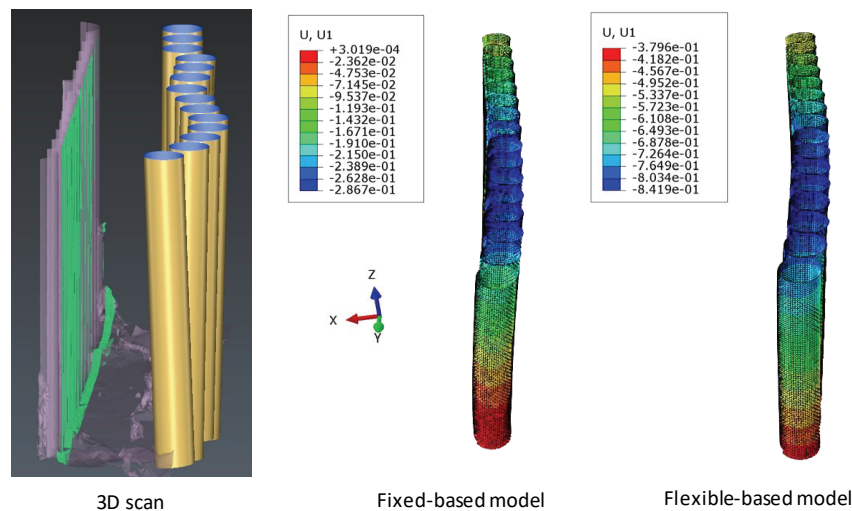 U, U1
+3.019e-04
-2.362e-02
-4.753e-02
-7.145e-02
-9.537e-02
-1.193e-01
-1.432e-01
-1.671e-01
-1.910e-01
-2.150e-01
-2.389e-01
-2.628e-01
-2.867e-01
U, U1
-3.796e-01
-4.182e-01
-4.567e-01
-4.952e-01
-5.337e-01
-5.723e-01
-6.108e-01
-6.493e-01
-6.878e-01
-7.264e-01
-7.649e-01
-8.034e-01
-8.419e-01
Z
X
Y
3D scan
Fixed-based model
Flexible-based model